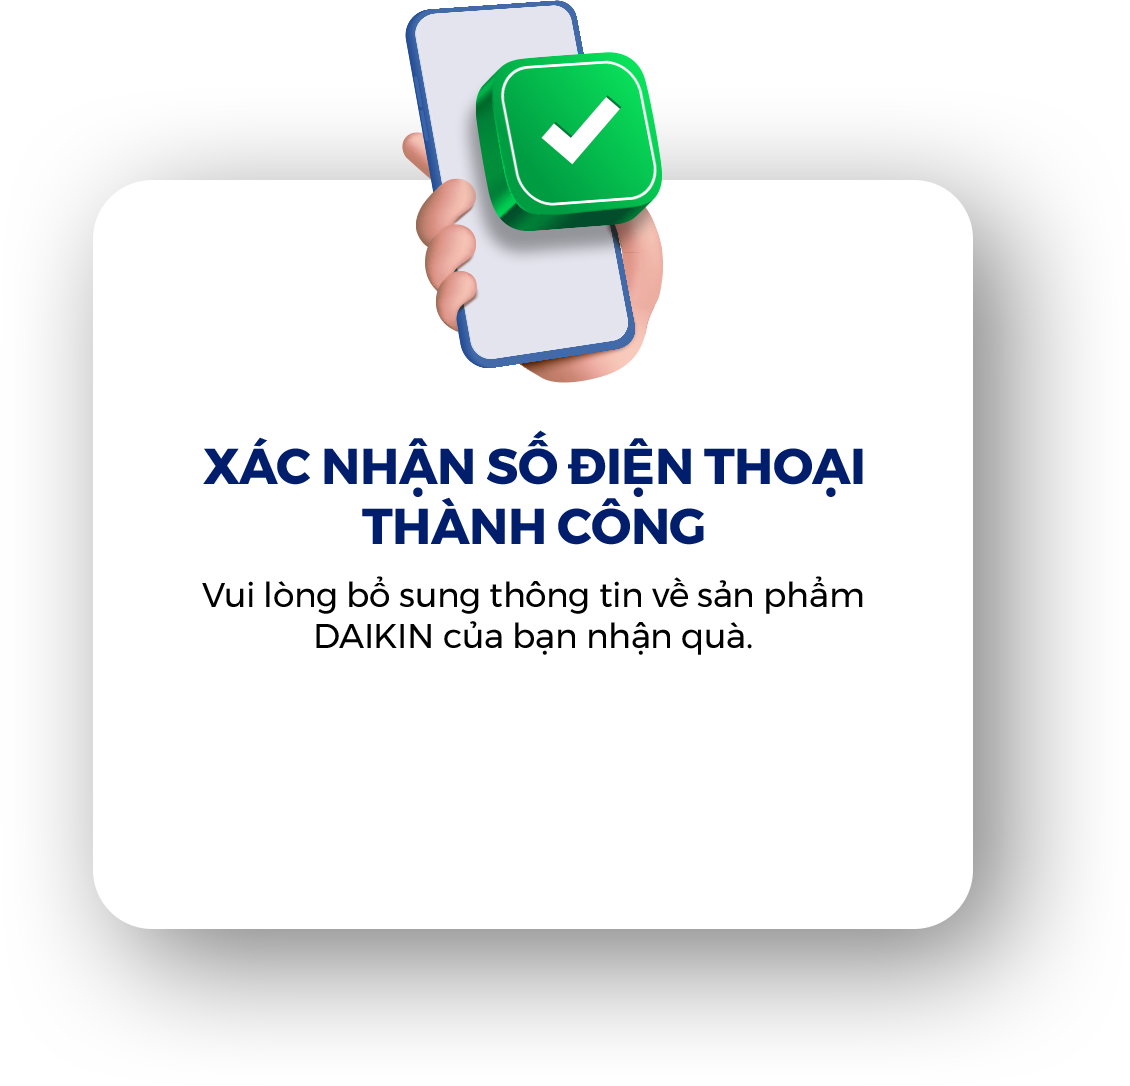 XÁC NHẬN SỐ ĐIỆN THOẠI
THÀNH CÔNG
Vui lòng bổ sung thông tin về sản phẩm
DAIKIN của bạn nhận quà.